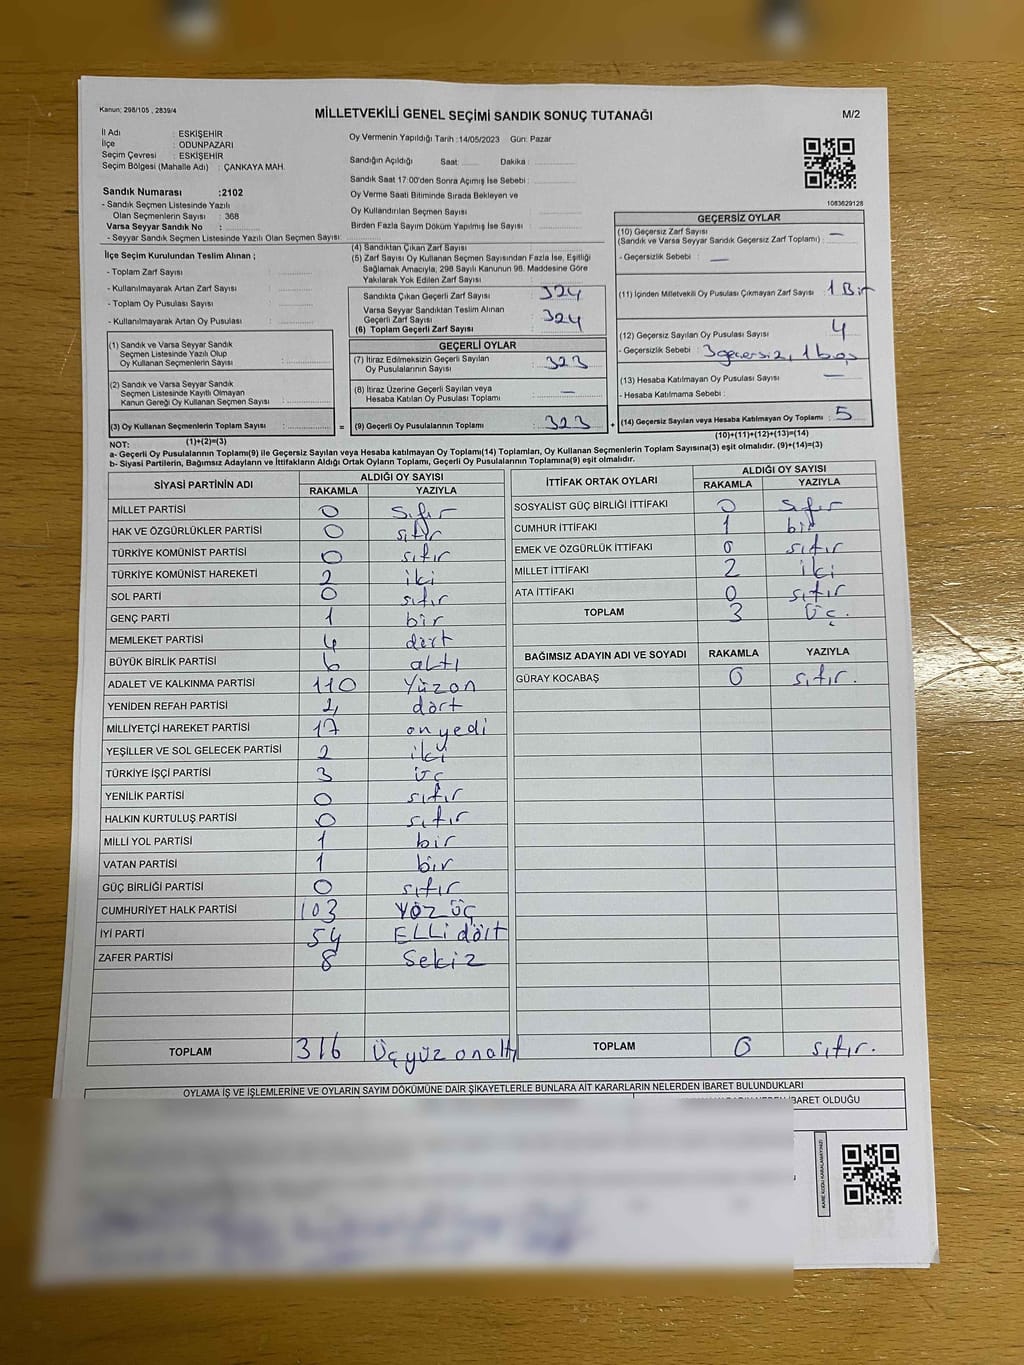 Kanun; 298/105 , 2839/4
MİLLETVEKİLİ GENEL SEÇİMİ SANDIK SONUÇ TUTANAĞI
M/2
İl Adı : ESKİŞEHİR
İlçe : ODUNPAZARI
Seçim Çevresi : ESKİŞEHİR
Seçim Bölgesi (Mahalle Adı) : ÇANKAYA MAH.
Sandık Numarası :2102
- Sandık Seçmen Listesinde Yazılı
Olan Seçmenlerin Sayısı : 368
Varsa Seyyar Sandık No :
- Seyyar Sandık Seçmen Listesinde Yazılı Olan Seçmen Sayısı:
Oy Vermenin Yapıldığı Tarih :14/05/2023 Gün: Pazar
Sandığın Açıldığı Saat: Dakika :
Sandık Saat 17:00'den Sonra Açımış İse Sebebi :
Oy Verme Saati Bitiminde Sırada Bekleyen ve
Oy Kullandırılan Seçmen Sayısı
Birden Fazla Sayım Döküm Yapılmış İse Sayısı :
1083629128
İlçe Seçim Kurulundan Teslim Alınan ;
- Toplam Zarf Sayısı :
- Kullanılmayarak Artan Zarf Sayısı :
- Toplam Oy Pusulası Sayısı :
- Kullanılmayarak Artan Oy Pusulası :
(1) Sandık ve Varsa Seyyar Sandık
Seçmen Listesinde Yazılı Olup
Oy Kullanan Seçmenlerin Sayısı :
(2) Sandık ve Varsa Seyyar Sandık
Seçmen Listesinde Kayıtlı Olmayan
Kanun Gereği Oy Kullanan Seçmen Sayısı :
(3) Oy Kullanan Seçmenlerin Toplam Sayısı : =
(4) Sandıktan Çıkan Zarf Sayısı :
(5) Zarf Sayısı Oy Kullanan Seçmen Sayısından Fazla İse, Eşitliği
Sağlamak Amacıyla; 298 Sayılı Kanunun 98. Maddesine Göre
Yakılarak Yok Edilen Zarf Sayısı :
Sandıkta Çıkan Geçerli Zarf Sayısı : 324
Varsa Seyyar Sandıktan Teslim Alınan
Geçerli Zarf Sayısı : 324
(6) Toplam Geçerli Zarf Sayısı
GEÇERLİ OYLAR
(7) İtiraz Edilmeksizin Geçerli Sayılan
Oy Pusulalarının Sayısı : 323
(8) İtiraz Üzerine Geçerli Sayılan veya
Hesaba Katılan Oy Pusulası Toplamı : —
(9) Geçerli Oy Pusulalarının Toplamı : 323 +
GEÇERSİZ OYLAR
(10) Geçersiz Zarf Sayısı
(Sandık ve Varsa Seyyar Sandık Geçersiz Zarf Toplamı) : —
- Geçersizlik Sebebi : —
(11) İçinden Milletvekili Oy Pusulası Çıkmayan Zarf Sayısı : 1 Bir
(12) Geçersiz Sayılan Oy Pusulası Sayısı : 4
- Geçersizlik Sebebi : 3 geçersiz, 1 boş
(13) Hesaba Katılmayan Oy Pusulası Sayısı : —
- Hesaba Katılmama Sebebi :
(14) Geçersiz Sayılan veya Hesaba Katılmayan Oy Toplamı : 5
NOT: (1)+(2)=(3)
(10)+(11)+(12)+(13)=(14)
a- Geçerli Oy Pusulalarının Toplamı(9) ile Geçersiz Sayılan veya Hesaba katılmayan Oy Toplamı(14) Toplamları, Oy Kullanan Seçmenlerin Toplam Sayısına(3) eşit olmalıdır. (9)+(14)=(3)
b- Siyasi Partilerin, Bağımsız Adayların ve İttifakların Aldığı Ortak Oyların Toplamı, Geçerli Oy Pusulalarının Toplamına(9) eşit olmalıdır.
SİYASİ PARTİNİN ADI ALDIĞI OY SAYISI
RAKAMLA YAZIYLA
MİLLET PARTİSİ 0 sıfır
HAK VE ÖZGÜRLÜKLER PARTİSİ 0 sıfır
TÜRKİYE KOMÜNİST PARTİSİ 0 sıfır
TÜRKİYE KOMÜNİST HAREKETİ 2 iki
SOL PARTİ 0 sıfır
GENÇ PARTİ 1 bir
MEMLEKET PARTİSİ 4 dört
BÜYÜK BİRLİK PARTİSİ 6 altı
ADALET VE KALKINMA PARTİSİ 110 Yüzon
YENİDEN REFAH PARTİSİ 4 dört
MİLLİYETÇİ HAREKET PARTİSİ 17 onyedi
YEŞİLLER VE SOL GELECEK PARTİSİ 2 iki
TÜRKİYE İŞÇİ PARTİSİ 3 üç
YENİLİK PARTİSİ 0 sıfır
HALKIN KURTULUŞ PARTİSİ 0 sıfır
MİLLİ YOL PARTİSİ 1 bir
VATAN PARTİSİ 1 bir
GÜÇ BİRLİĞİ PARTİSİ 0 sıfır
CUMHURİYET HALK PARTİSİ 103 YÜZ ÜÇ
İYİ PARTİ 54 ELLi dört
ZAFER PARTİSİ 8 Sekiz
TOPLAM 316 Üçyüz onaltı
İTTİFAK ORTAK OYLARI ALDIĞI OY SAYISI
RAKAMLA YAZIYLA
SOSYALİST GÜÇ BİRLİĞİ İTTİFAKI 0 sıfır
CUMHUR İTTİFAKI 1 bir
EMEK VE ÖZGÜRLÜK İTTİFAKI 0 sıfır
MİLLET İTTİFAKI 2 iki
ATA İTTİFAKI 0 sıfır
TOPLAM 3 Üç.
BAĞIMSIZ ADAYIN ADI VE SOYADI RAKAMLA YAZIYLA
GÜRAY KOCABAŞ 0 sıfır.
TOPLAM 0 sıfır.
OYLAMA İŞ VE İŞLEMLERİNE VE OYLARIN SAYIM DÖKÜMÜNE DAİR ŞİKAYETLERLE BUNLARA AİT KARARLARIN NELERDEN İBARET BULUNDUKLARI
İBARET OLDUĞU